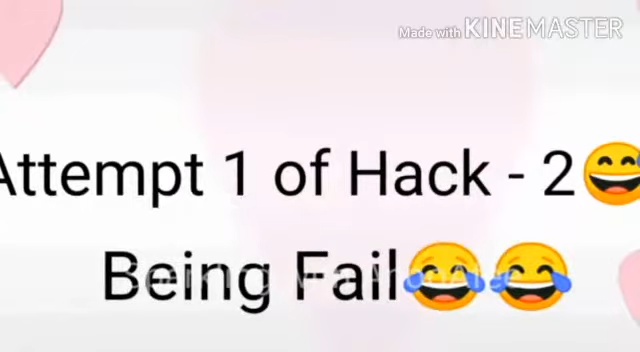 Made with KINEMASTER
Attempt 1 of Hack - 2😅
Being Fail😂😂